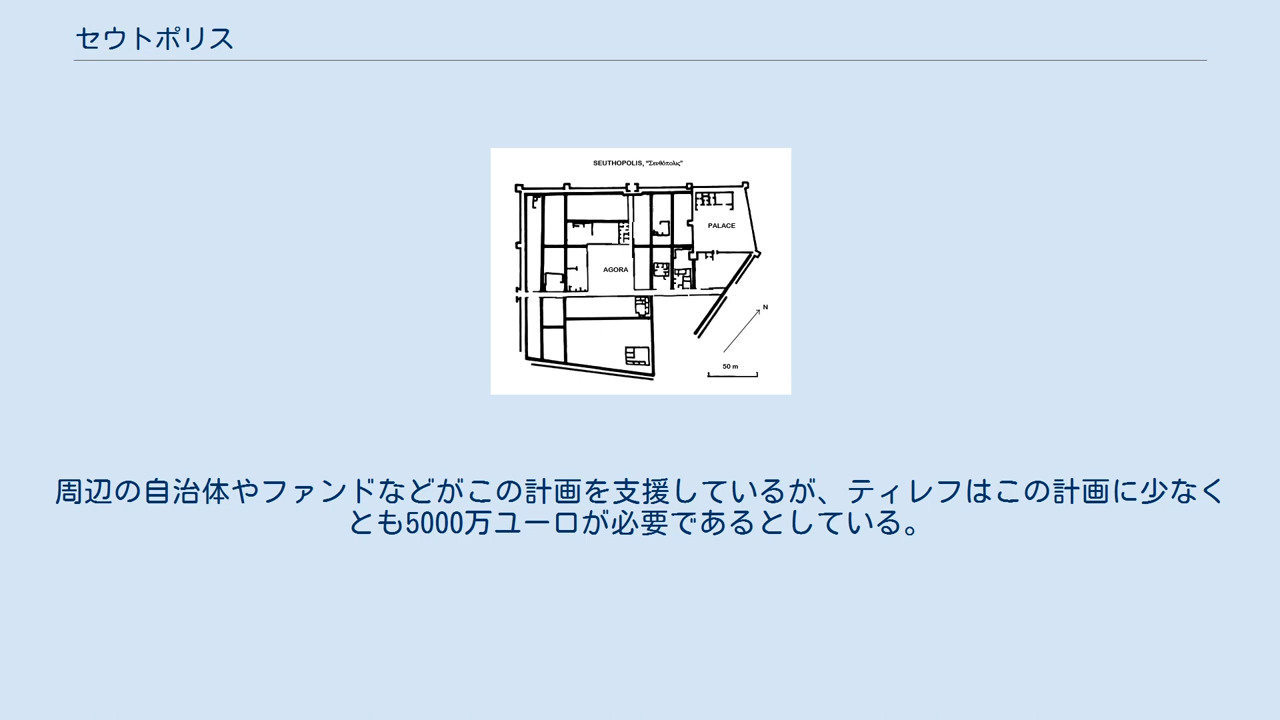 セウトポリス
SEUTHOPOLIS, "Σευθόπολις"
PALACE
AGORA
N
50 m
周辺の自治体やファンドなどがこの計画を支援しているが、ティレフはこの計画に少なく
とも5000万ユーロが必要であるとしている。